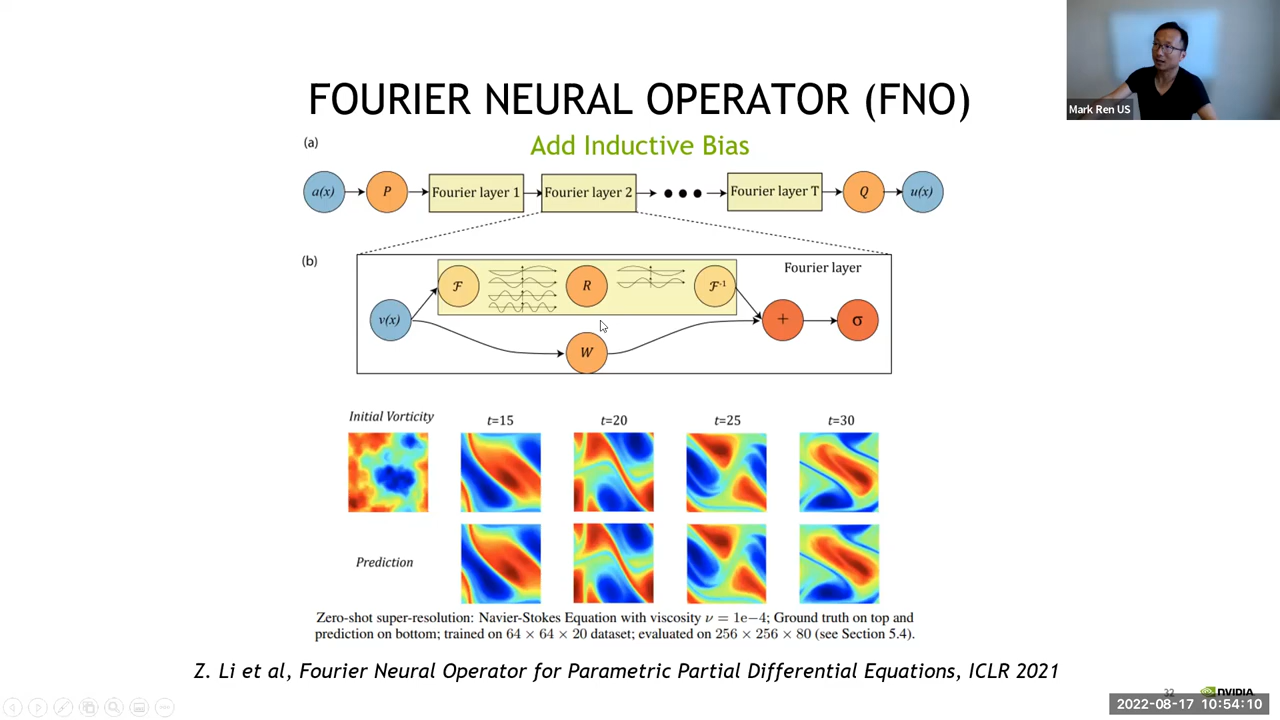 FOURIER NEURAL OPERATOR (FNO)
Mark Ren US
Add Inductive Bias
(a)
a(x) P Fourier layer 1 Fourier layer 2 Fourier layer T Q u(x)
(b)
Fourier layer
ℱ R ℱ⁻¹
v(x) + σ
W
Initial Vorticity t=15 t=20 t=25 t=30
Prediction
Zero-shot super-resolution: Navier-Stokes Equation with viscosity ν = 1e−4; Ground truth on top and
prediction on bottom; trained on 64 × 64 × 20 dataset; evaluated on 256 × 256 × 80 (see Section 5.4).
Z. Li et al, Fourier Neural Operator for Parametric Partial Differential Equations, ICLR 2021
32 NVIDIA
2022-08-17 10:54:10